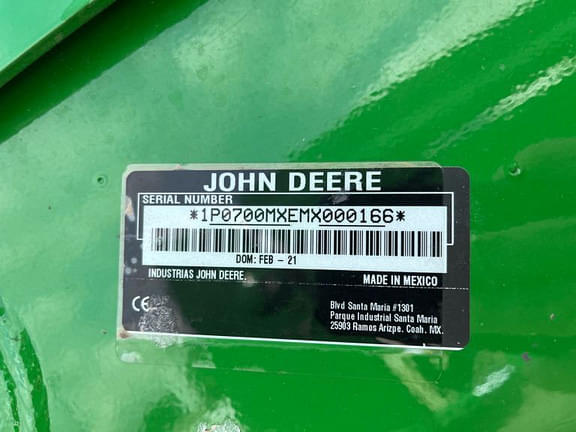 JOHN DEERE
SERIAL NUMBER
*1P0700MXEMX000166*
DOM: FEB - 21
INDUSTRIAS JOHN DEERE. MADE IN MEXICO
CE
Blvd Santa Maria #1301
Parque Industrial Santa Maria
25903 Ramos Arizpe. Coah. MX.